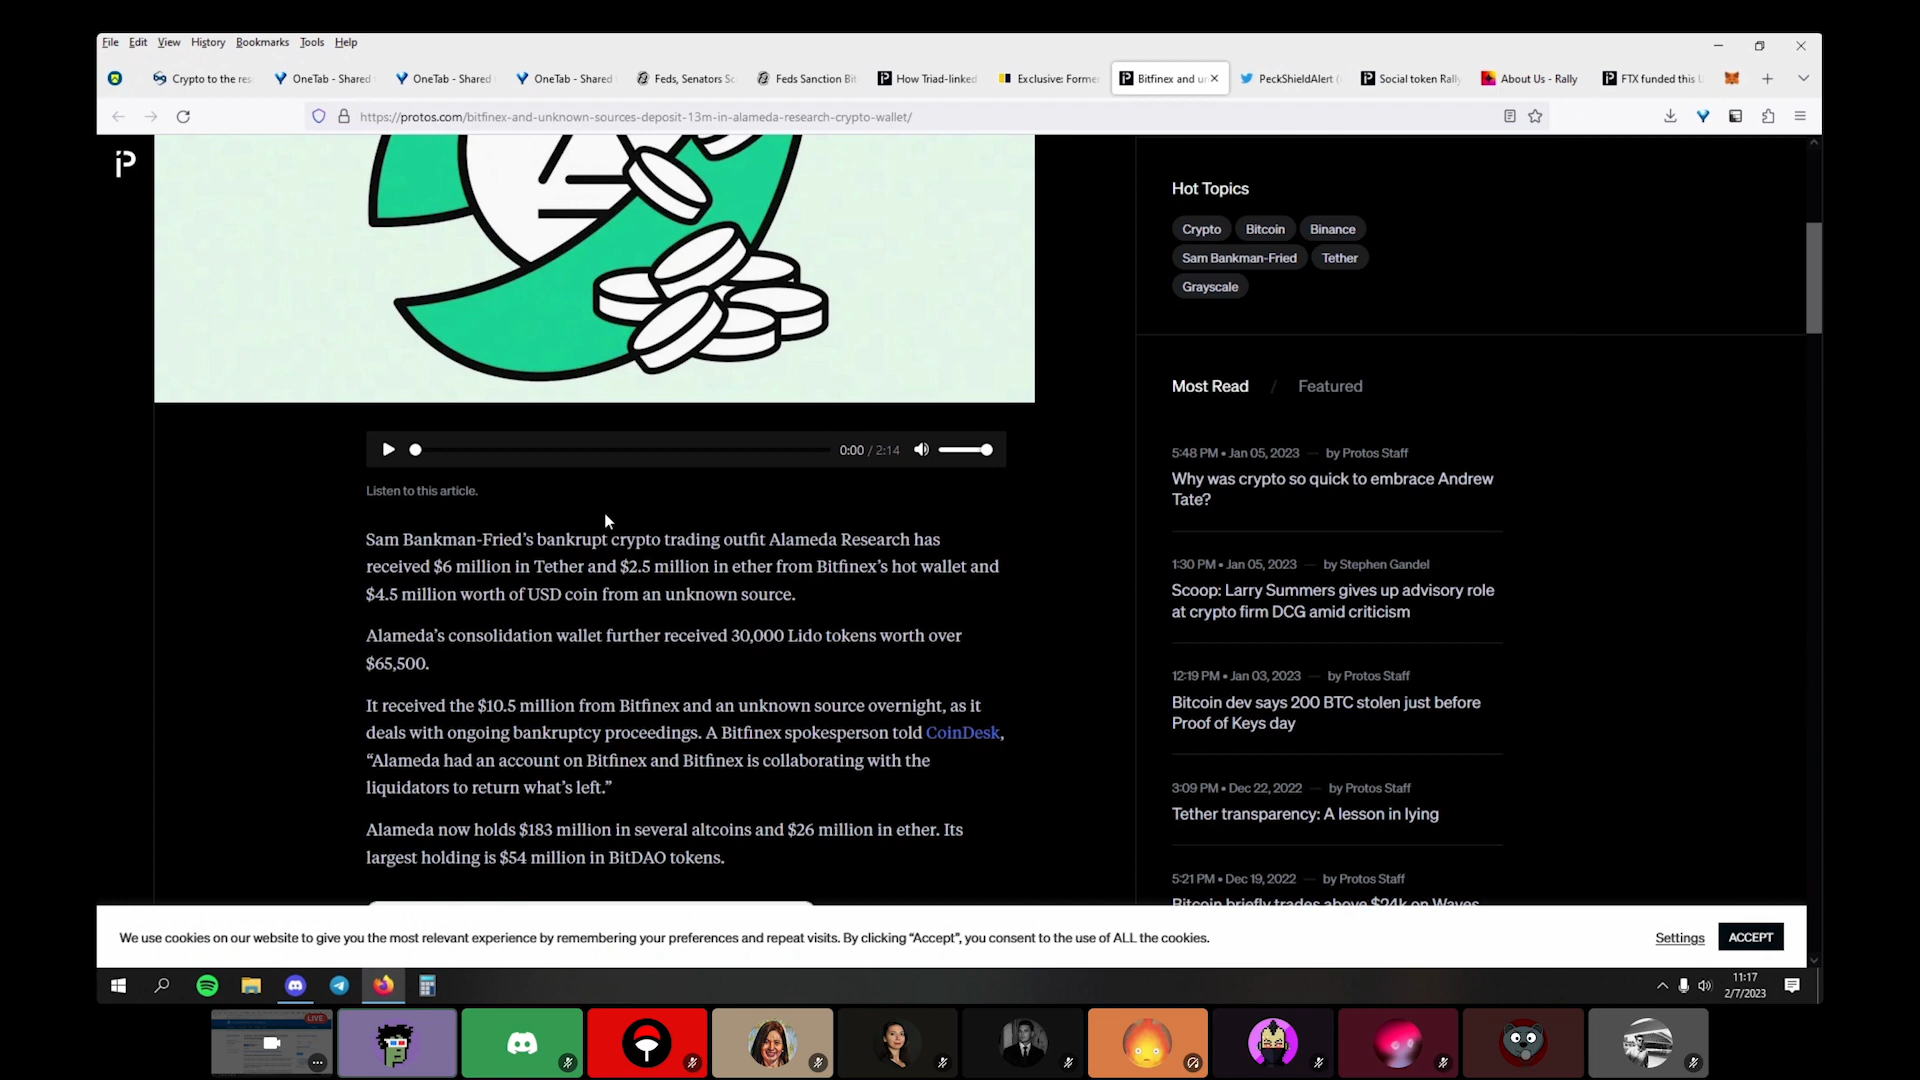 File Edit View History Bookmarks Tools Help
Crypto to the res
OneTab - Shared
OneTab - Shared
OneTab - Shared
Feds, Senators Sc
Feds Sanction Bit
How Triad-linked
Exclusive: Forme
Bitfinex and un
PeckShieldAlert (
Social token Rally
About Us - Rally
FTX funded this U
https://protos.com/bitfinex-and-unknown-sources-deposit-13m-in-alameda-research-crypto-wallet/
0:00 / 2:14
Listen to this article.
Sam Bankman-Fried's bankrupt crypto trading outfit Alameda Research has
received $6 million in Tether and $2.5 million in ether from Bitfinex's hot wallet and
$4.5 million worth of USD coin from an unknown source.
Alameda's consolidation wallet further received 30,000 Lido tokens worth over
$65,500.
It received the $10.5 million from Bitfinex and an unknown source overnight, as it
deals with ongoing bankruptcy proceedings. A Bitfinex spokesperson told CoinDesk,
“Alameda had an account on Bitfinex and Bitfinex is collaborating with the
liquidators to return what's left.”
Alameda now holds $183 million in several altcoins and $26 million in ether. Its
largest holding is $54 million in BitDAO tokens.
Hot Topics
Crypto Bitcoin Binance
Sam Bankman-Fried Tether
Grayscale
Most Read / Featured
5:48 PM • Jan 05, 2023 — by Protos Staff
Why was crypto so quick to embrace Andrew
Tate?
1:30 PM • Jan 05, 2023 — by Stephen Gandel
Scoop: Larry Summers gives up advisory role
at crypto firm DCG amid criticism
12:19 PM • Jan 03, 2023 — by Protos Staff
Bitcoin dev says 200 BTC stolen just before
Proof of Keys day
3:09 PM • Dec 22, 2022 — by Protos Staff
Tether transparency: A lesson in lying
5:21 PM • Dec 19, 2022 — by Protos Staff
Bitcoin briefly trades above $24k on Waves
We use cookies on our website to give you the most relevant experience by remembering your preferences and repeat visits. By clicking “Accept”, you consent to the use of ALL the cookies.
Settings
ACCEPT
11:17
2/7/2023
LIVE